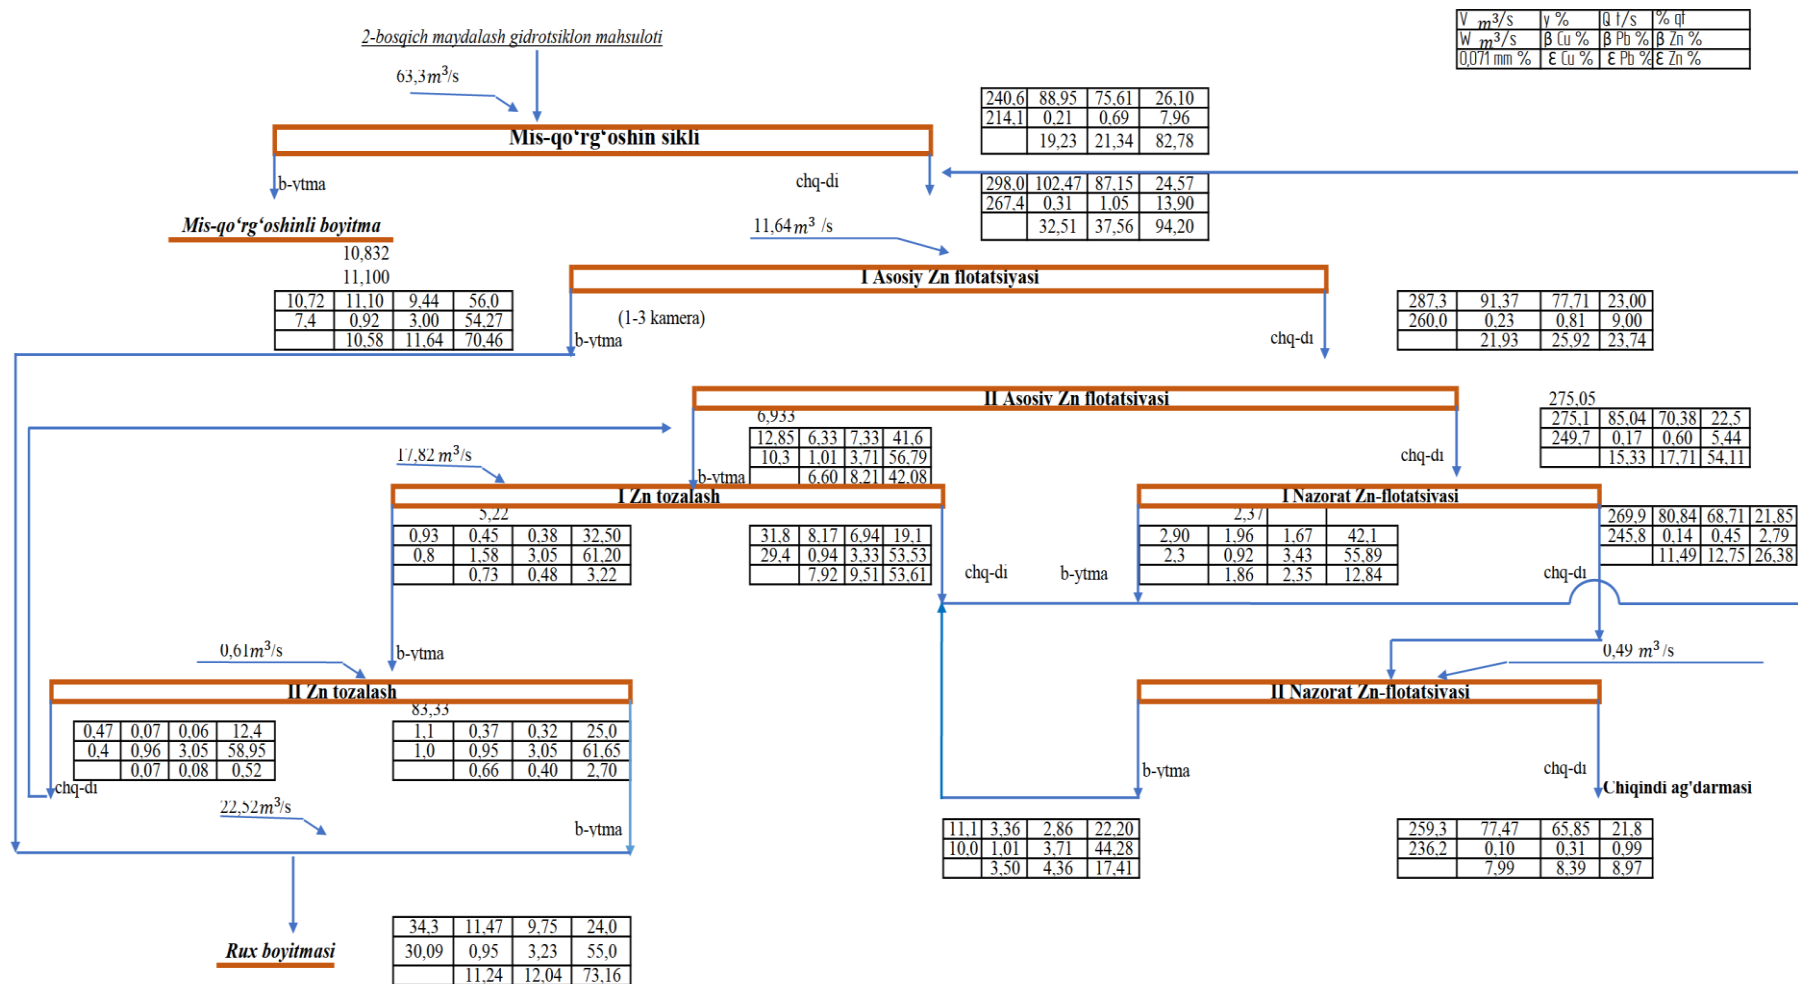 V m³/s γ % Q t/s % qt
W m³/s β Cu % β Pb % β Zn %
0,071 mm % ε Cu % ε Pb % ε Zn %
2-bosqich maydalash gidrotsiklon mahsuloti
63,3m³/s
240,6 88,95 75,61 26,10
214,1 0,21 0,69 7,96
19,23 21,34 82,78
Mis-qo‘rg‘oshin sikli
b-ytma
chq-di
298,0 102,47 87,15 24,57
267,4 0,31 1,05 13,90
32,51 37,56 94,20
Mis-qo‘rg‘oshinli boyitma
11,64m³ /s
10,832
11,100
I Asosiy Zn flotatsiyasi
10,72 11,10 9,44 56,0
7,4 0,92 3,00 54,27
10,58 11,64 70,46
(1-3 kamera)
b-ytma
chq-di
287,3 91,37 77,71 23,00
260,0 0,23 0,81 9,00
21,93 25,92 23,74
II Asosiy Zn flotatsiyasi
275,05
275,1 85,04 70,38 22,5
249,7 0,17 0,60 5,44
15,33 17,71 54,11
6,933
12,85 6,33 7,33 41,6
10,3 1,01 3,71 56,79
6,60 8,21 42,08
17,82 m³/s
b-ytma
chq-di
I Zn tozalash
I Nazorat Zn-flotatsiyasi
5,22
0,93 0,45 0,38 32,50
0,8 1,58 3,05 61,20
0,73 0,48 3,22
31,8 8,17 6,94 19,1
29,4 0,94 3,33 53,53
7,92 9,51 53,61
chq-di
b-ytma
2,37
2,90 1,96 1,67 42,1
2,3 0,92 3,43 55,89
1,86 2,35 12,84
chq-di
269,9 80,84 68,71 21,85
245,8 0,14 0,45 2,79
11,49 12,75 26,38
0,61m³/s
b-ytma
0,49 m³/s
II Zn tozalash
II Nazorat Zn-flotatsiyasi
83,33
0,47 0,07 0,06 12,4
0,4 0,96 3,05 58,95
0,07 0,08 0,52
1,1 0,37 0,32 25,0
1,0 0,95 3,05 61,65
0,66 0,40 2,70
chq-di
b-ytma
chq-di
Chiqindi ag'darmasi
22,52m³/s
b-ytma
11,1 3,36 2,86 22,20
10,0 1,01 3,71 44,28
3,50 4,36 17,41
259,3 77,47 65,85 21,8
236,2 0,10 0,31 0,99
7,99 8,39 8,97
Rux boyitmasi
34,3 11,47 9,75 24,0
30,09 0,95 3,23 55,0
11,24 12,04 73,16